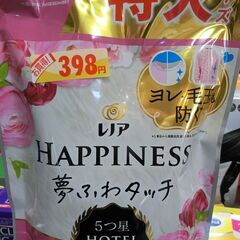 特大
お買得!
398円
ヨレ・毛玉も
防ぐ
レノア
HAPPINESS
夢ふわタッチ
5つ星
HOTEL